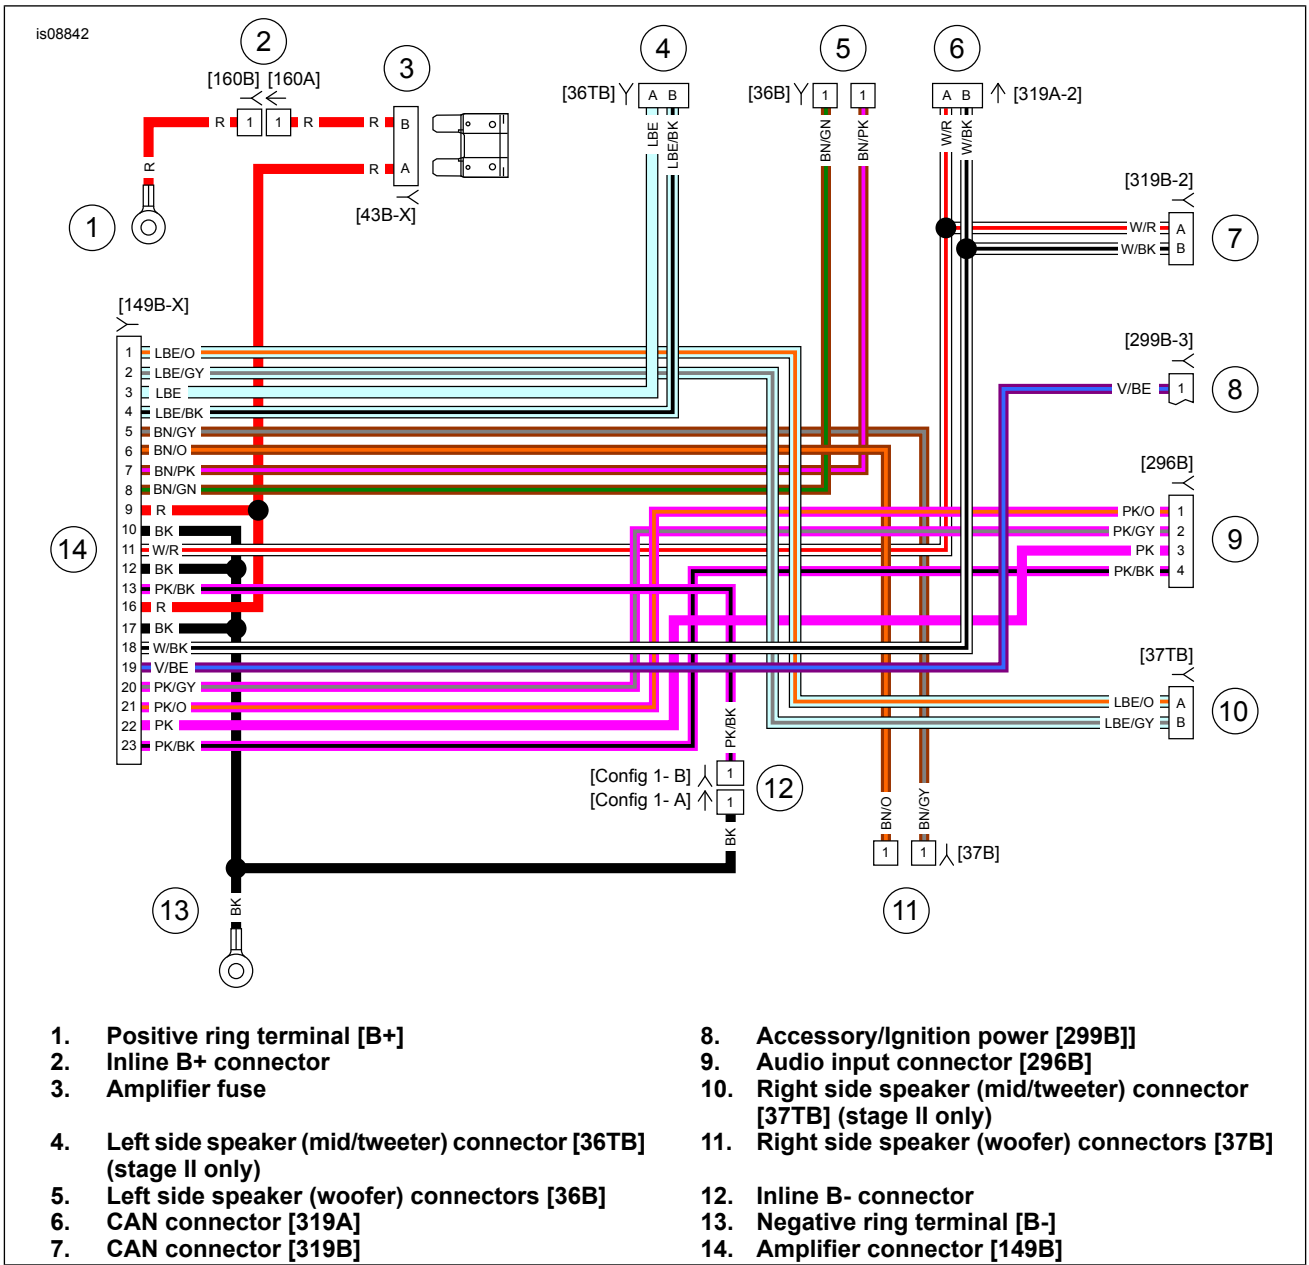 is08842
2
3
4
5
6
[160B] [160A]
[36TB] A B
[36B] 1 1
A B [319A-2]
R 1 1 R R B
R A
[43B-X]
R
1
LBE
LBE/BK
BN/GN
BN/PK
W/R
W/BK
[319B-2]
W/R A
W/BK B
7
[149B-X]
1 LBE/O
2 LBE/GY
3 LBE
4 LBE/BK
5 BN/GY
6 BN/O
7 BN/PK
8 BN/GN
9 R
10 BK
11 W/R
12 BK
13 PK/BK
16 R
17 BK
18 W/BK
19 V/BE
20 PK/GY
21 PK/O
22 PK
23 PK/BK
14
[299B-3]
V/BE 1
8
[296B]
PK/O 1
PK/GY 2
PK 3
PK/BK 4
9
[37TB]
LBE/O A
LBE/GY B
10
PK/BK
[Config 1- B] 1
[Config 1- A] 1
12
BK
BN/O
BN/GY
1 1 [37B]
11
13
BK
1. Positive ring terminal [B+]
2. Inline B+ connector
3. Amplifier fuse
4. Left side speaker (mid/tweeter) connector [36TB]
(stage II only)
5. Left side speaker (woofer) connectors [36B]
6. CAN connector [319A]
7. CAN connector [319B]
8. Accessory/Ignition power [299B]]
9. Audio input connector [296B]
10. Right side speaker (mid/tweeter) connector
[37TB] (stage II only)
11. Right side speaker (woofer) connectors [37B]
12. Inline B- connector
13. Negative ring terminal [B-]
14. Amplifier connector [149B]